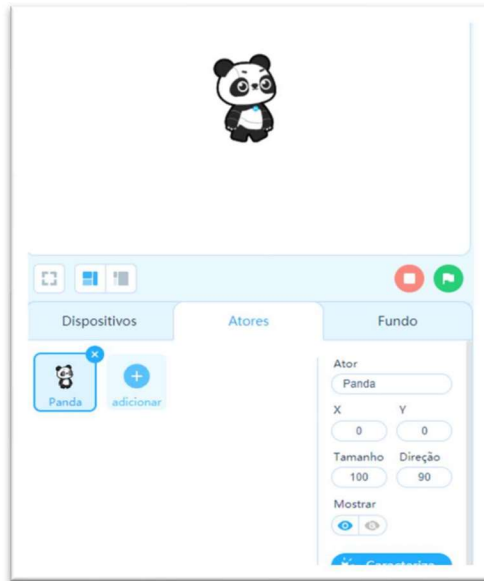 Dispositivos
Atores
Fundo
Panda
adicionar
Ator
Panda
X Y
0 0
Tamanho Direção
100 90
Mostrar